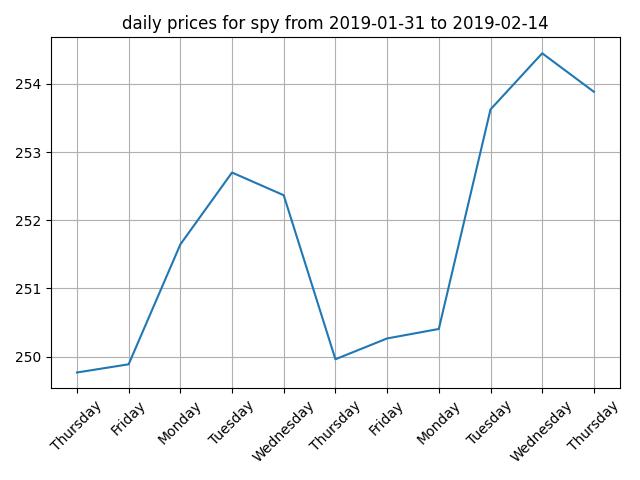 daily prices for spy from 2019-01-31 to 2019-02-14
254
253
252
251
250
Thursday
Friday
Monday
Tuesday
Wednesday
Thursday
Friday
Monday
Tuesday
Wednesday
Thursday